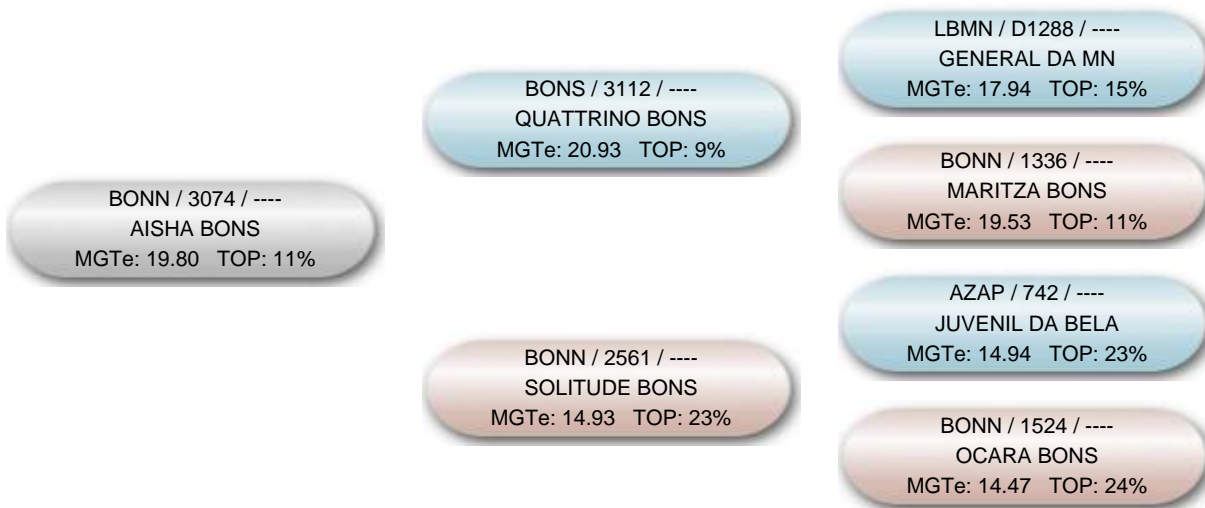 LBMN / D1288 / ----
GENERAL DA MN
MGTe: 17.94 TOP: 15%
BONS / 3112 / ----
QUATTRINO BONS
MGTe: 20.93 TOP: 9%
BONN / 1336 / ----
MARITZA BONS
MGTe: 19.53 TOP: 11%
BONN / 3074 / ----
AISHA BONS
MGTe: 19.80 TOP: 11%
AZAP / 742 / ----
JUVENIL DA BELA
MGTe: 14.94 TOP: 23%
BONN / 2561 / ----
SOLITUDE BONS
MGTe: 14.93 TOP: 23%
BONN / 1524 / ----
OCARA BONS
MGTe: 14.47 TOP: 24%